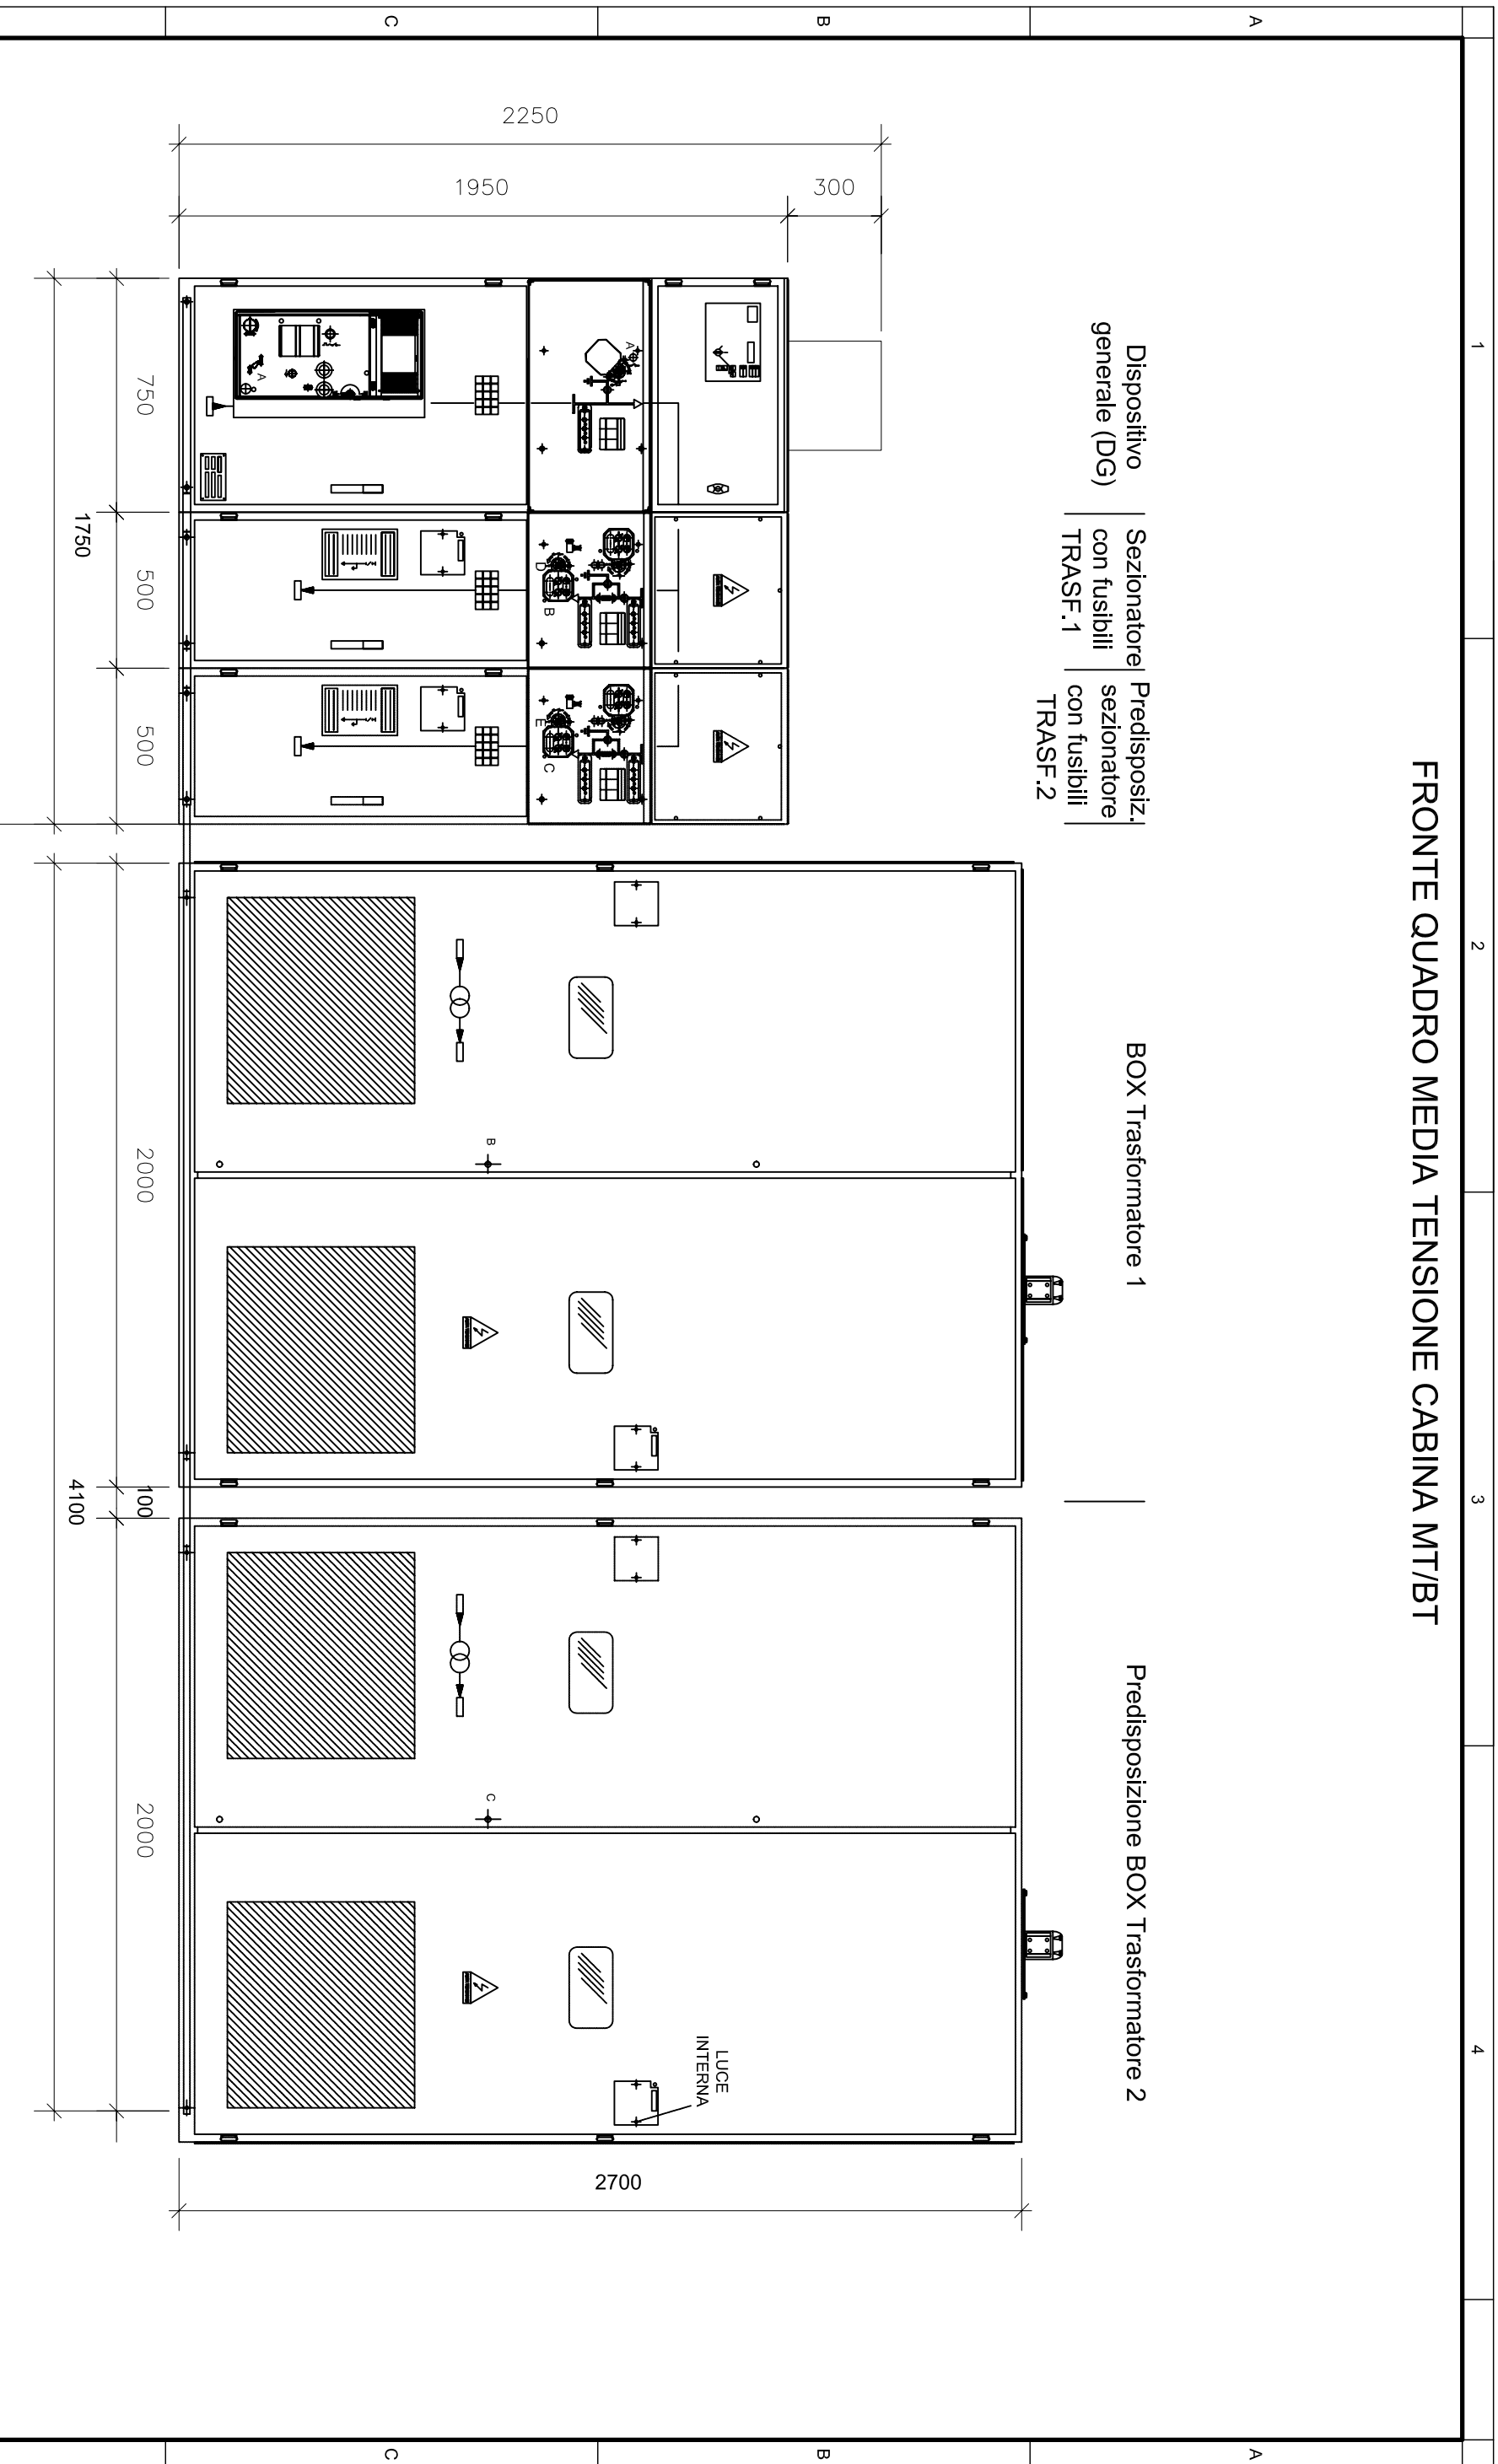 1
2
3
4
A
A
B
B
C
C
FRONTE QUADRO MEDIA TENSIONE CABINA MT/BT
Dispositivo
generale (DG)
Sezionatore
con fusibili
TRASF.1
Predisposiz.
sezionatore
con fusibili
TRASF.2
BOX Trasformatore 1
Predisposizione BOX Trasformatore 2
300
1950
2250
A
A
D
B
E
C
B
C
LUCE
INTERNA
2700
750
500
500
2000
100
2000
1750
4100